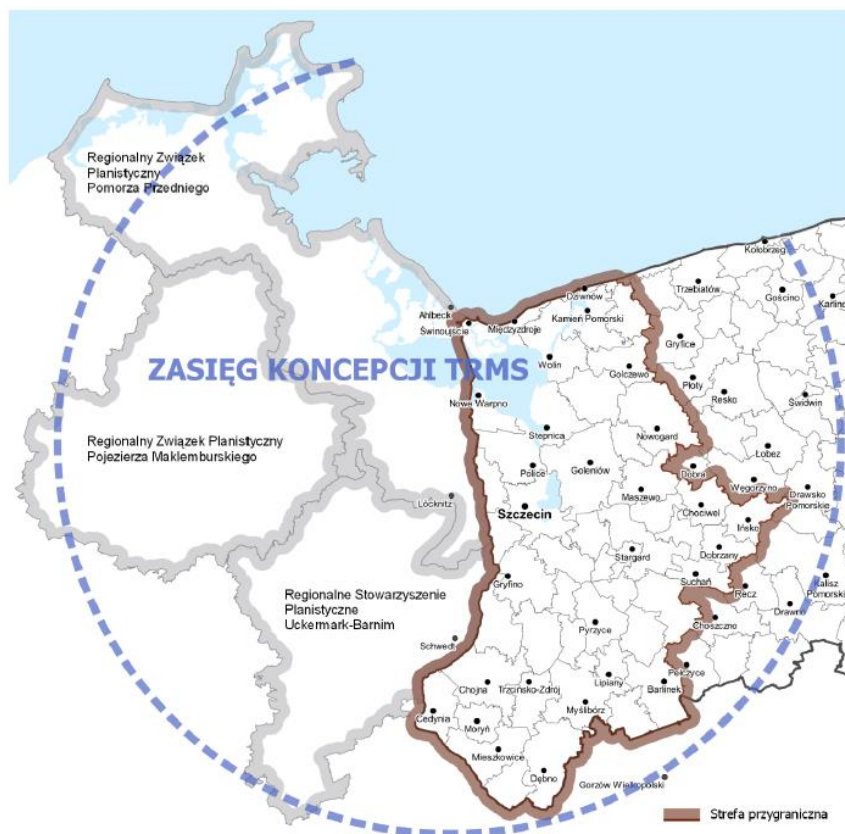 Regionalny Związek
Planistyczny
Pomorza Przedniego
Kołobrzeg
Trzebiatów
Gościno
Karlino
Dziwnów
Ahlbeck
Świnoujście
Międzyzdroje
Kamień Pomorski
Gryfice
ZASIĘG KONCEPCJI TRMS
Wolin
Golczewo
Płoty
Resko
Świdwin
Nowe Warpno
Stepnica
Nowogard
Regionalny Związek Planistyczny
Pojezierza Maklemburskiego
Łobez
Police
Goleniów
Dobra
Węgorzyno
Drawsko
Pomorskie
Löcknitz
Szczecin
Maszewo
Chociwel
Ińsko
Stargard
Dobrzany
Regionalne Stowarzyszenie
Planistyczne
Uckermark-Barnim
Gryfino
Suchań
Recz
Kalisz
Pomorski
Drawno
Choszczno
Pyrzyce
Schwedt
Pełczyce
Chojna
Trzcińsko-Zdrój
Lipiany
Barlinek
Cedynia
Moryń
Myślibórz
Mieszkowice
Dębno
Gorzów Wielkopolski
Strefa przygraniczna